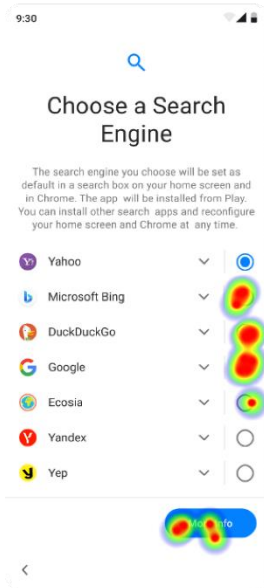 9:30
Choose a Search
Engine
The search engine you choose will be set as
default in a search box on your home screen and
in Chrome. The app will be installed from Play.
You can install other search apps and reconfigure
your home screen and Chrome at any time.
Yahoo
Microsoft Bing
DuckDuckGo
Google
Ecosia
Yandex
Yep
More Info